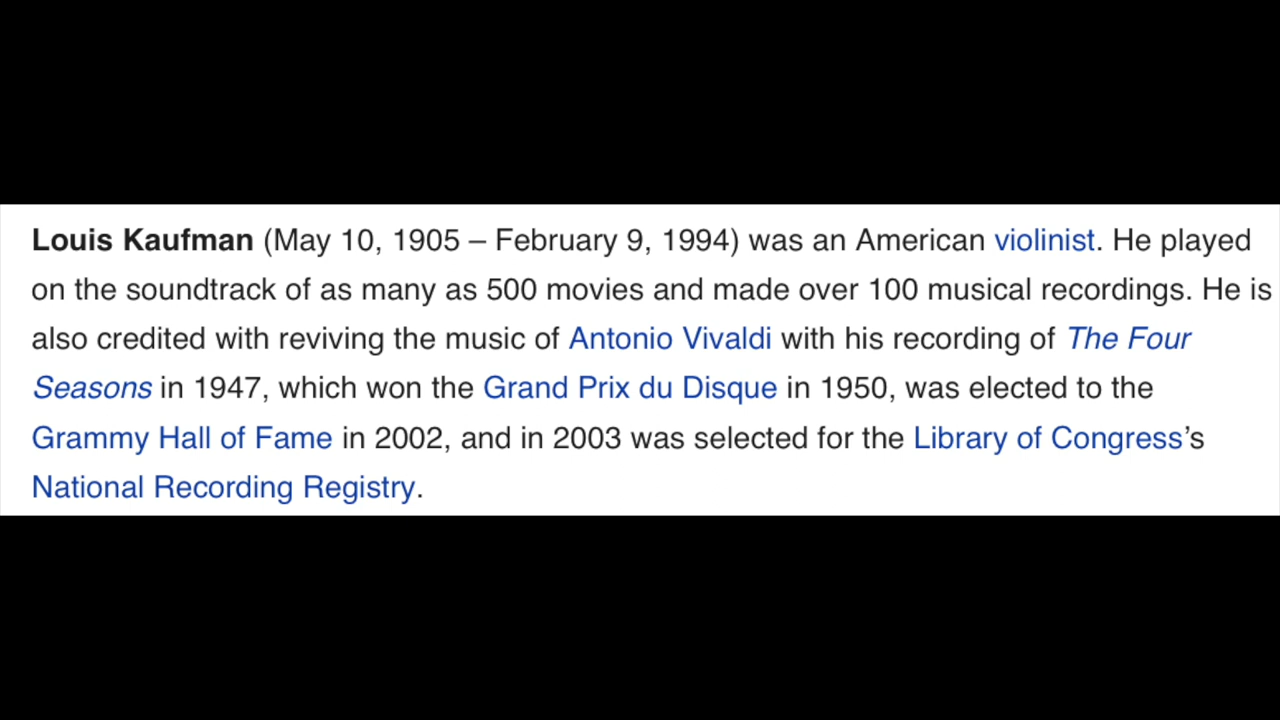 Louis Kaufman (May 10, 1905 – February 9, 1994) was an American violinist. He played
on the soundtrack of as many as 500 movies and made over 100 musical recordings. He is
also credited with reviving the music of Antonio Vivaldi with his recording of The Four
Seasons in 1947, which won the Grand Prix du Disque in 1950, was elected to the
Grammy Hall of Fame in 2002, and in 2003 was selected for the Library of Congress’s
National Recording Registry.